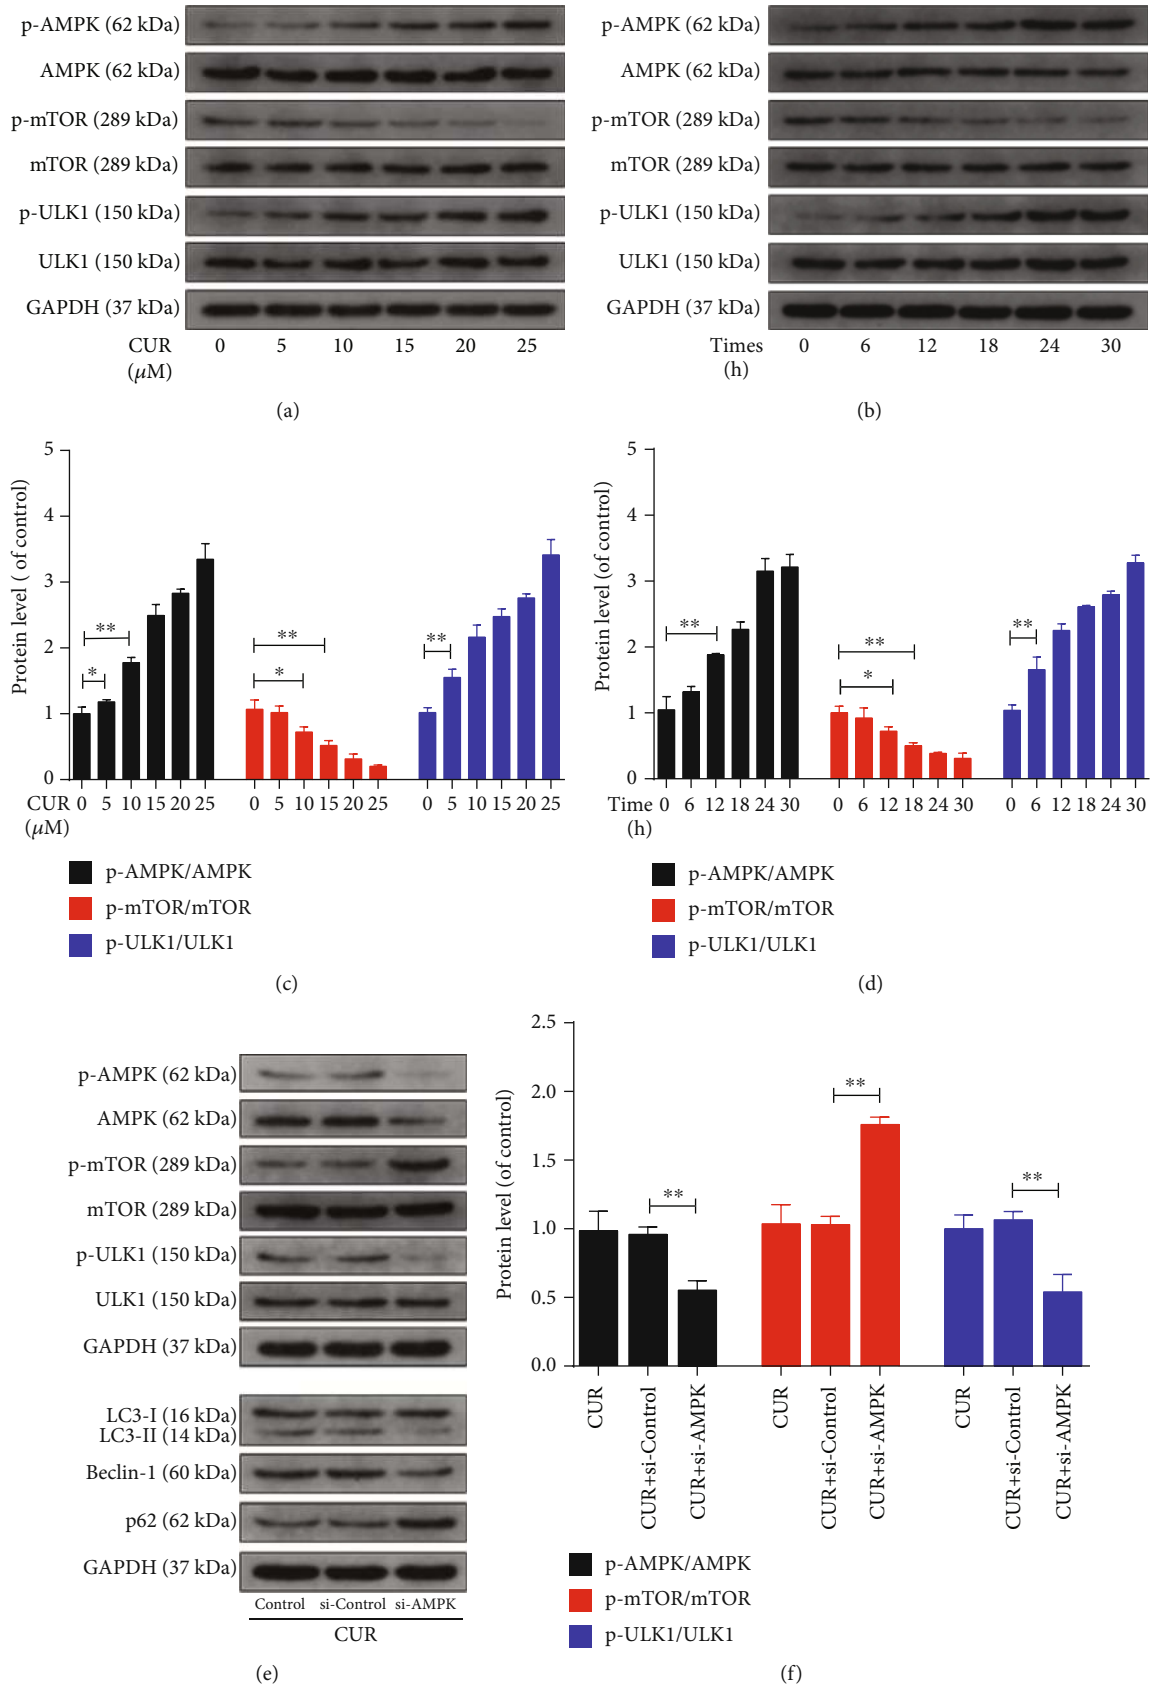 p-AMPK (62 kDa)
AMPK (62 kDa)
p-mTOR (289 kDa)
mTOR (289 kDa)
p-ULK1 (150 kDa)
ULK1 (150 kDa)
GAPDH (37 kDa)
CUR 0 5 10 15 20 25
(μM)
(a)
p-AMPK (62 kDa)
AMPK (62 kDa)
p-mTOR (289 kDa)
mTOR (289 kDa)
p-ULK1 (150 kDa)
ULK1 (150 kDa)
GAPDH (37 kDa)
Times 0 6 12 18 24 30
(h)
(b)
Protein level ( of control)
5
4
3
2
1
0
** * ** * **
CUR 0 5 10 15 20 25 0 5 10 15 20 25 0 5 10 15 20 25
(μM)
p-AMPK/AMPK
p-mTOR/mTOR
p-ULK1/ULK1
(c)
Protein level (of control)
5
4
3
2
1
0
** ** * **
Time 0 6 12 18 24 30 0 6 12 18 24 30 0 6 12 18 24 30
(h)
p-AMPK/AMPK
p-mTOR/mTOR
p-ULK1/ULK1
(d)
p-AMPK (62 kDa)
AMPK (62 kDa)
p-mTOR (289 kDa)
mTOR (289 kDa)
p-ULK1 (150 kDa)
ULK1 (150 kDa)
GAPDH (37 kDa)
LC3-I (16 kDa)
LC3-II (14 kDa)
Beclin-1 (60 kDa)
p62 (62 kDa)
GAPDH (37 kDa)
Control si-Control si-AMPK
CUR
(e)
Protein level (of control)
2.5
2.0
1.5
1.0
0.5
0.0
** ** **
CUR
CUR+si-Control
CUR+si-AMPK
CUR
CUR+si-Control
CUR+si-AMPK
CUR
CUR+si-Control
CUR+si-AMPK
p-AMPK/AMPK
p-mTOR/mTOR
p-ULK1/ULK1
(f)